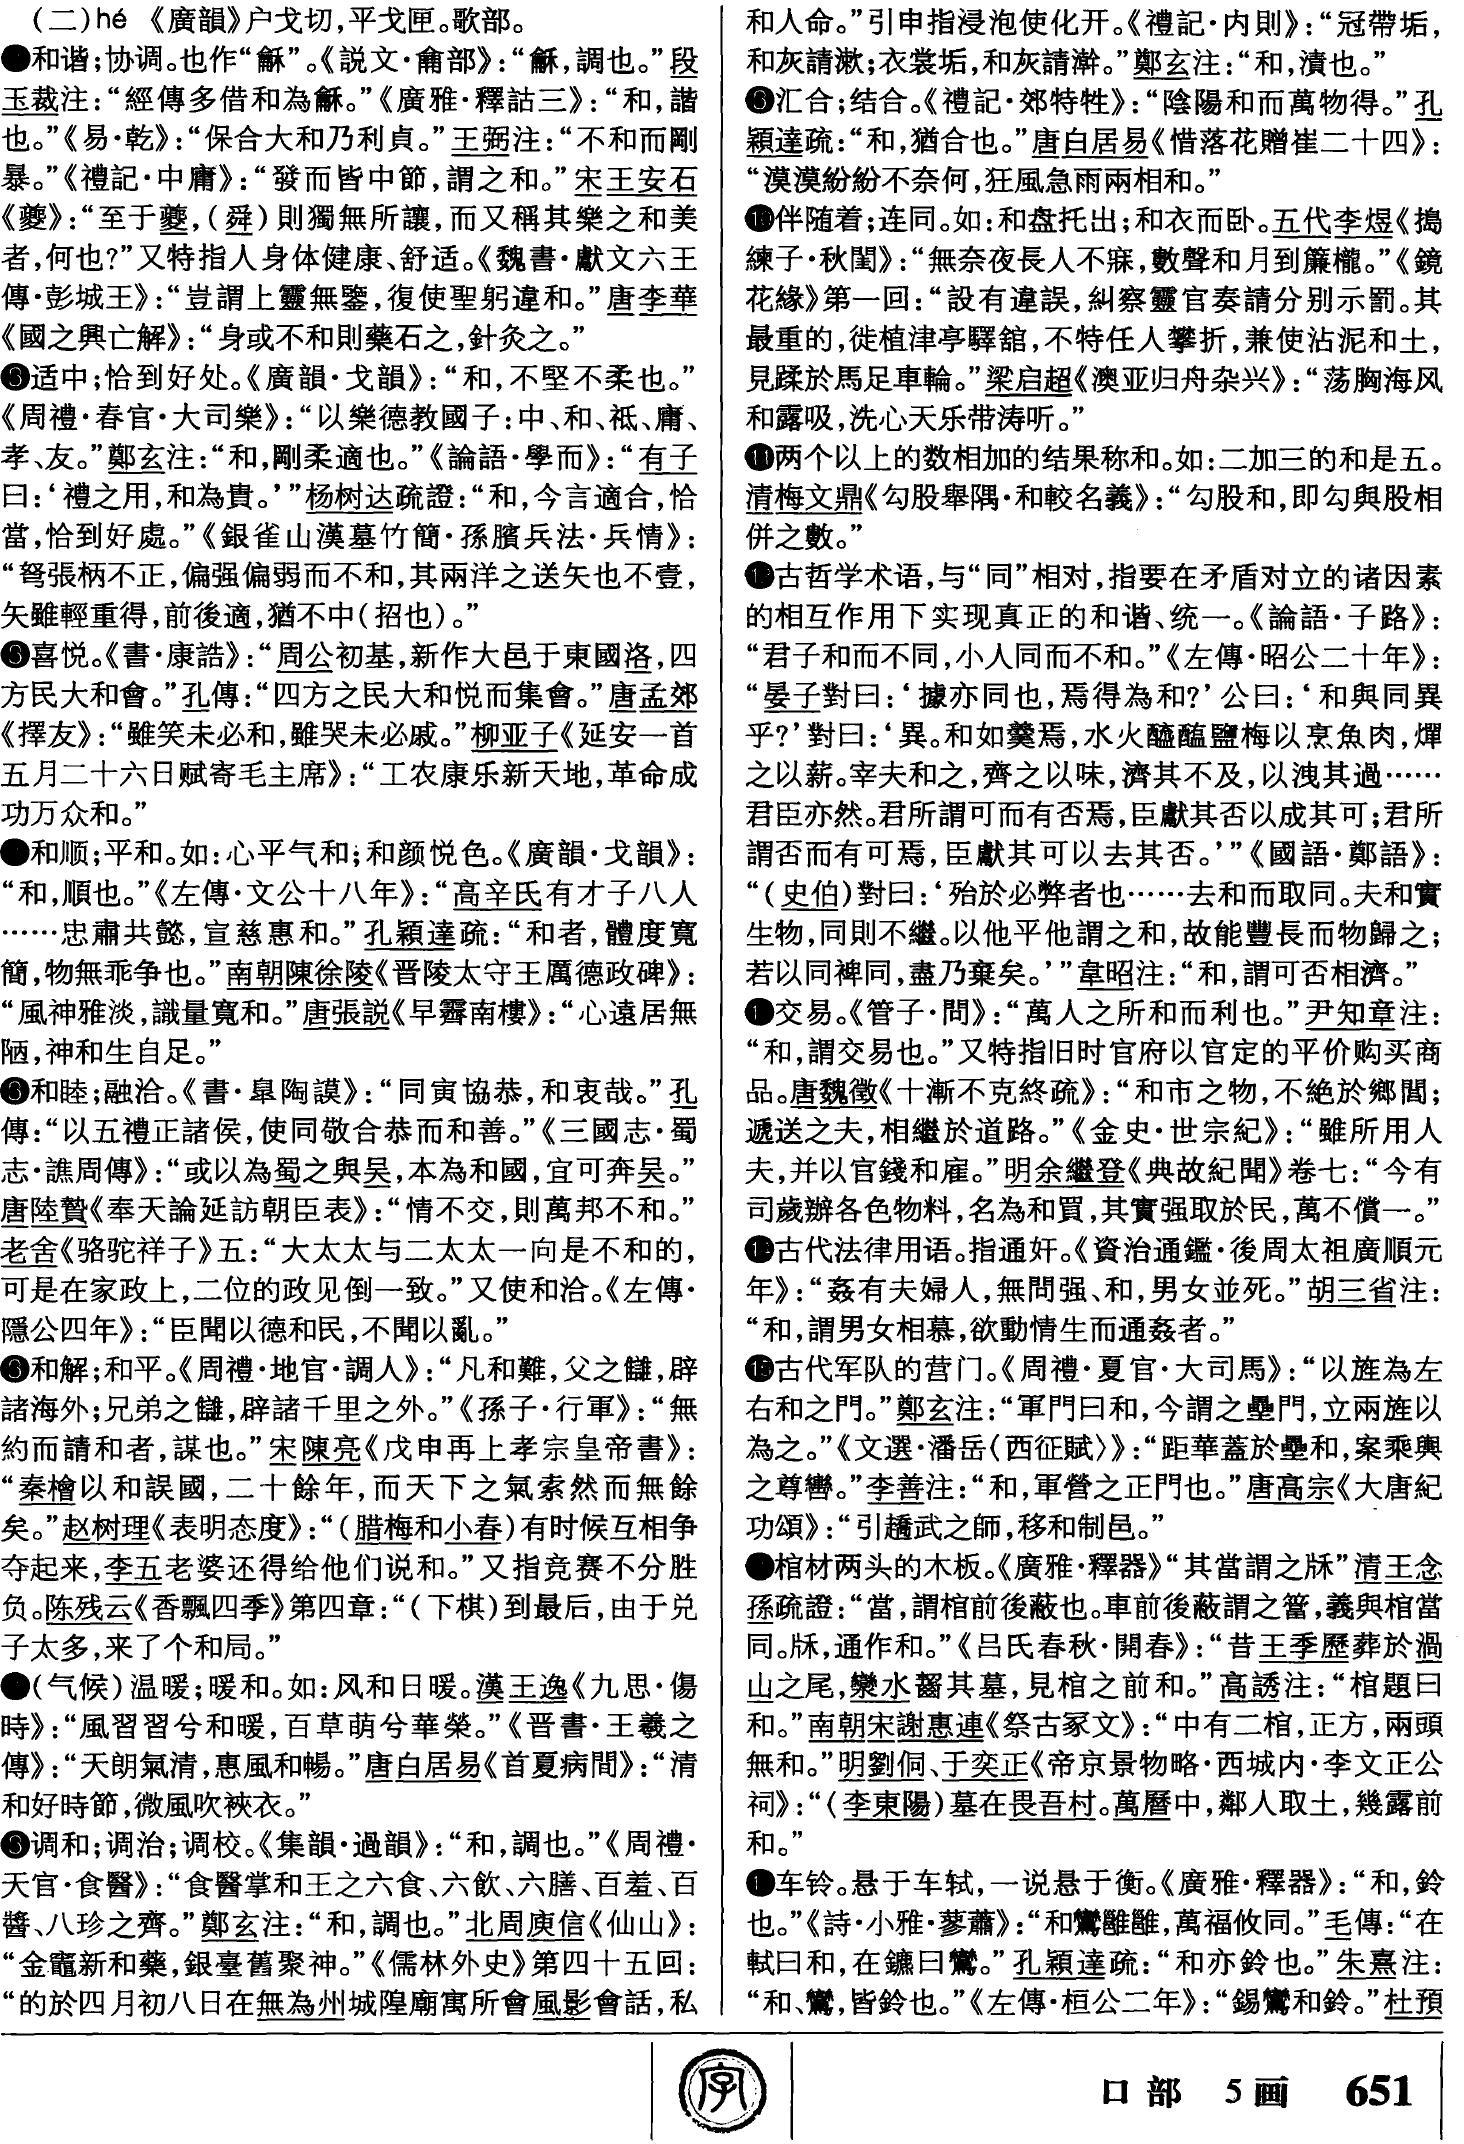 (二)hé 《廣韻》户戈切,平戈匣。歌部。
❶和谐;协调。也作“龢”。《説文·龠部》:“龢,調也。”段
玉裁注:“經傳多借和為龢。”《廣雅·釋詁三》:“和,諧
也。”《易·乾》:“保合大和乃利貞。”王弼注:“不和而剛
暴。”《禮記·中庸》:“發而皆中節,謂之和。”宋王安石
《夔》:“至于夔,(舜)則獨無所讓,而又稱其樂之和美
者,何也?”又特指人身体健康、舒适。《魏書·獻文六王
傳·彭城王》:“豈謂上靈無鑒,復使聖躬違和。”唐李華
《國之興亡解》:“身或不和則藥石之,針灸之。”
❷适中;恰到好处。《廣韻·戈韻》:“和,不堅不柔也。”
《周禮·春官·大司樂》:“以樂德教國子:中、和、祗、庸、
孝、友。”鄭玄注:“和,剛柔適也。”《論語·學而》:“有子
曰:‘禮之用,和為貴。’”杨树达疏證:“和,今言適合,恰
當,恰到好處。”《銀雀山漢墓竹簡·孫臏兵法·兵情》:
“弩張柄不正,偏强偏弱而不和,其兩洋之送矢也不壹,
矢雖輕重得,前後適,猶不中(招也)。”
❸喜悦。《書·康誥》:“周公初基,新作大邑于東國洛,四
方民大和會。”孔傳:“四方之民大和悦而集會。”唐孟郊
《擇友》:“雖笑未必和,雖哭未必戚。”柳亚子《延安一首
五月二十六日赋寄毛主席》:“工农康乐新天地,革命成
功万众和。”
❹和顺;平和。如:心平气和;和颜悦色。《廣韻·戈韻》:
“和,順也。”《左傳·文公十八年》:“高辛氏有才子八人
……忠肅共懿,宣慈惠和。”孔穎達疏:“和者,體度寬
簡,物無乖争也。”南朝陳徐陵《晋陵太守王厲德政碑》:
“風神雅淡,識量寬和。”唐張説《早霽南樓》:“心遠居無
陋,神和生自足。”
❺和睦;融洽。《書·皐陶謨》:“同寅協恭,和衷哉。”孔
傳:“以五禮正諸侯,使同敬合恭而和善。”《三國志·蜀
志·譙周傳》:“或以為蜀之與吴,本為和國,宜可奔吴。”
唐陸贄《奉天論延訪朝臣表》:“情不交,則萬邦不和。”
老舍《骆驼祥子》五:“大太太与二太太一向是不和的,
可是在家政上,二位的政见倒一致。”又使和洽。《左傳·
隱公四年》:“臣聞以德和民,不聞以亂。”
❻和解;和平。《周禮·地官·調人》:“凡和難,父之讎,辟
諸海外;兄弟之讎,辟諸千里之外。”《孫子·行軍》:“無
約而請和者,謀也。”宋陳亮《戊申再上孝宗皇帝書》:
“秦檜以和誤國,二十餘年,而天下之氣索然而無餘
矣。”赵树理《表明态度》:“(腊梅和小春)有时候互相争
夺起来,李五老婆还得给他们说和。”又指竞赛不分胜
负。陈残云《香飘四季》第四章:“(下棋)到最后,由于兑
子太多,来了个和局。”
❼(气候)温暖;暖和。如:风和日暖。漢王逸《九思·傷
時》:“風習習兮和暖,百草萌兮華榮。”《晋書·王羲之
傳》:“天朗氣清,惠風和暢。”唐白居易《首夏病間》:“清
和好時節,微風吹裌衣。”
❽调和;调治;调校。《集韻·過韻》:“和,調也。”《周禮·
天官·食醫》:“食醫掌和王之六食、六飲、六膳、百羞、百
醬、八珍之齊。”鄭玄注:“和,調也。”北周庾信《仙山》:
“金竈新和藥,銀臺舊聚神。”《儒林外史》第四十五回:
“的於四月初八日在無為州城隍廟寓所會風影會話,私
和人命。”引申指浸泡使化开。《禮記·内則》:“冠帶垢,
和灰請漱;衣裳垢,和灰請澣。”鄭玄注:“和,漬也。”
❾汇合;结合。《禮記·郊特牲》:“陰陽和而萬物得。”孔
穎達疏:“和,猶合也。”唐白居易《惜落花贈崔二十四》:
“漠漠紛紛不奈何,狂風急雨兩相和。”
❿伴随着;连同。如:和盘托出;和衣而卧。五代李煜《搗
練子·秋閨》:“無奈夜長人不寐,數聲和月到簾櫳。”《鏡
花緣》第一回:“設有違誤,糾察靈官奏請分别示罰。其
最重的,徙植津亭驛舘,不特任人攀折,兼使沾泥和土,
見蹂於馬足車輪。”梁启超《澳亚归舟杂兴》:“荡胸海风
和露吸,洗心天乐带涛听。”
⓫两个以上的数相加的结果称和。如:二加三的和是五。
清梅文鼎《勾股舉隅·和較名義》:“勾股和,即勾與股相
併之數。”
⓬古哲学术语,与“同”相对,指要在矛盾对立的诸因素
的相互作用下实现真正的和谐、统一。《論語·子路》:
“君子和而不同,小人同而不和。”《左傳·昭公二十年》:
“晏子對曰:‘據亦同也,焉得為和?’公曰:‘和與同異
乎?’對曰:‘異。和如羹焉,水火醯醢鹽梅以烹魚肉,燀
之以薪。宰夫和之,齊之以味,濟其不及,以洩其過……
君臣亦然。君所謂可而有否焉,臣獻其否以成其可;君所
謂否而有可焉,臣獻其可以去其否。’”《國語·鄭語》:
“(史伯)對曰:‘殆於必弊者也……去和而取同。夫和實
生物,同則不繼。以他平他謂之和,故能豐長而物歸之;
若以同裨同,盡乃棄矣。’”韋昭注:“和,謂可否相濟。”
⓭交易。《管子·問》:“萬人之所和而利也。”尹知章注:
“和,謂交易也。”又特指旧时官府以官定的平价购买商
品。唐魏徵《十漸不克終疏》:“和市之物,不絶於鄉閭;
遞送之夫,相繼於道路。”《金史·世宗紀》:“雖所用人
夫,并以官錢和雇。”明余繼登《典故紀聞》卷七:“今有
司歲辦各色物料,名為和買,其實强取於民,萬不償一。”
⓮古代法律用语。指通奸。《資治通鑑·後周太祖廣順元
年》:“姦有夫婦人,無問强、和,男女並死。”胡三省注:
“和,謂男女相慕,欲動情生而通姦者。”
⓯古代军队的营门。《周禮·夏官·大司馬》:“以旌為左
右和之門。”鄭玄注:“軍門曰和,今謂之壘門,立兩旌以
為之。”《文選·潘岳〈西征賦〉》:“距華蓋於壘和,案乘輿
之尊轡。”李善注:“和,軍營之正門也。”唐高宗《大唐紀
功頌》:“引趫武之師,移和制邑。”
⓰棺材两头的木板。《廣雅·釋器》“其當謂之㭉”清王念
孫疏證:“當,謂棺前後蔽也。車前後蔽謂之簹,義與棺當
同。㭉,通作和。”《吕氏春秋·開春》:“昔王季歷葬於渦
山之尾,欒水齧其墓,見棺之前和。”高誘注:“棺題曰
和。”南朝宋謝惠連《祭古冢文》:“中有二棺,正方,兩頭
無和。”明劉侗、于奕正《帝京景物略·西城内·李文正公
祠》:“(李東陽)墓在畏吾村。萬曆中,鄰人取土,幾露前
和。”
⓱车铃。悬于车轼,一说悬于衡。《廣雅·釋器》:“和,鈴
也。”《詩·小雅·蓼蕭》:“和鸞雝雝,萬福攸同。”毛傳:“在
軾曰和,在鑣曰鸞。”孔穎達疏:“和亦鈴也。”朱熹注:
“和、鸞,皆鈴也。”《左傳·桓公二年》:“錫鸞和鈴。”杜預
字
口部 5画 651